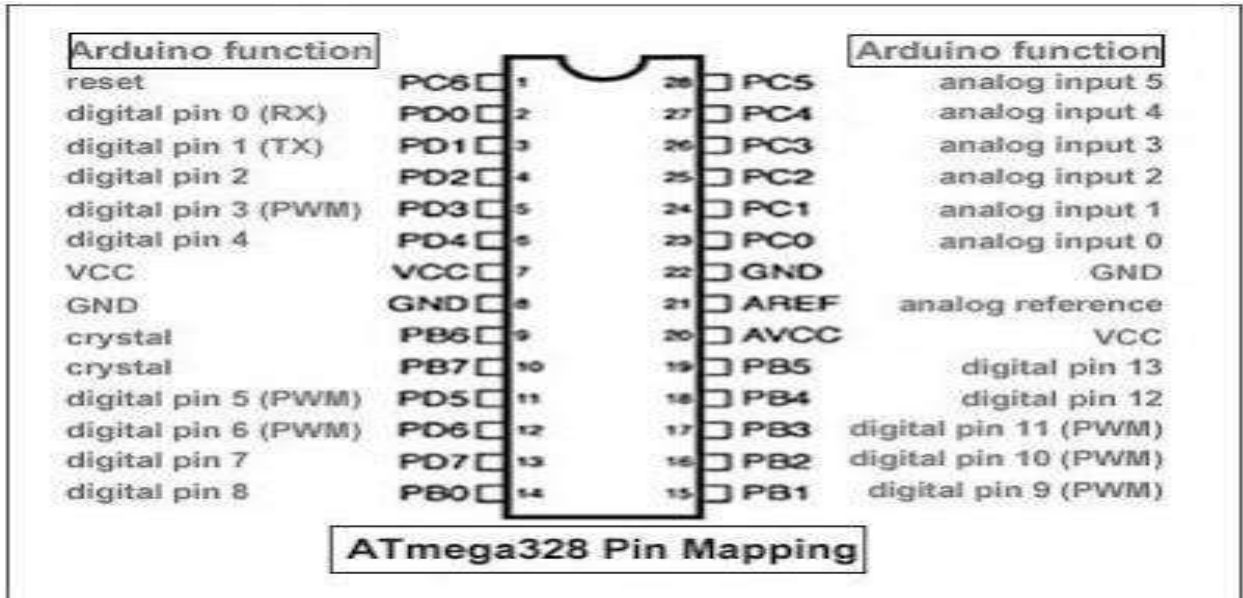 Arduino function Arduino function
reset PC6 1 28 PC5 analog input 5
digital pin 0 (RX) PD0 2 27 PC4 analog input 4
digital pin 1 (TX) PD1 3 26 PC3 analog input 3
digital pin 2 PD2 4 25 PC2 analog input 2
digital pin 3 (PWM) PD3 5 24 PC1 analog input 1
digital pin 4 PD4 6 23 PC0 analog input 0
VCC VCC 7 22 GND GND
GND GND 8 21 AREF analog reference
crystal PB6 9 20 AVCC VCC
crystal PB7 10 19 PB5 digital pin 13
digital pin 5 (PWM) PD5 11 18 PB4 digital pin 12
digital pin 6 (PWM) PD6 12 17 PB3 digital pin 11 (PWM)
digital pin 7 PD7 13 16 PB2 digital pin 10 (PWM)
digital pin 8 PB0 14 15 PB1 digital pin 9 (PWM)
ATmega328 Pin Mapping